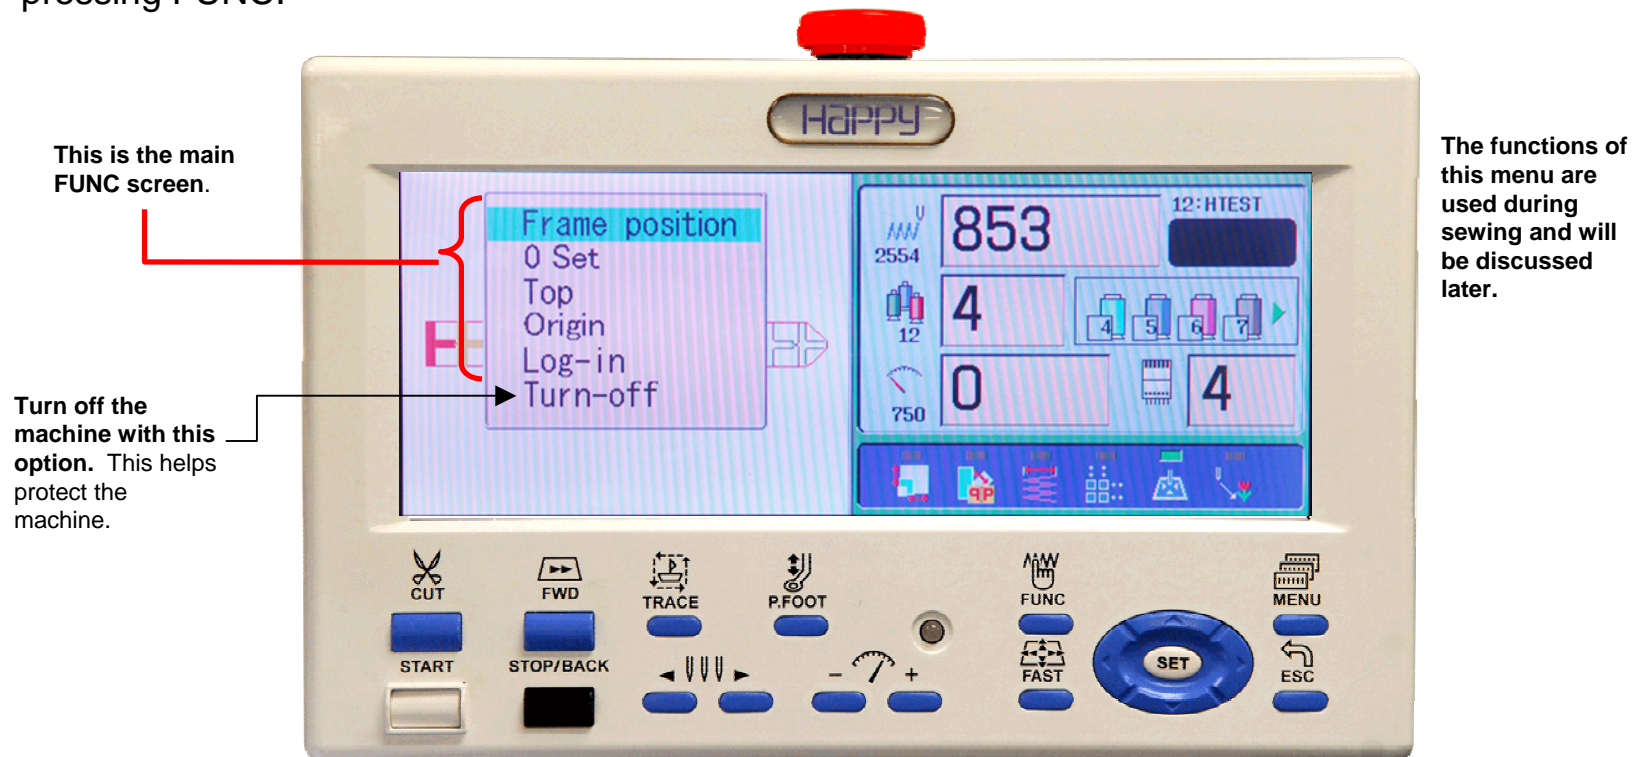 pressing FUNC.
Happy
This is the main
FUNC screen.
The functions of
this menu are
used during
sewing and will
be discussed
later.
Frame position
0 Set
Top
Origin
Log-in
Turn-off
U
2554
853
12:HTEST
12
4
4 5 6 7
750
0
4
Turn off the
machine with this
option. This helps
protect the
machine.
CUT
FWD
TRACE
P.FOOT
FUNC
MENU
START
STOP/BACK
- +
FAST
SET
ESC